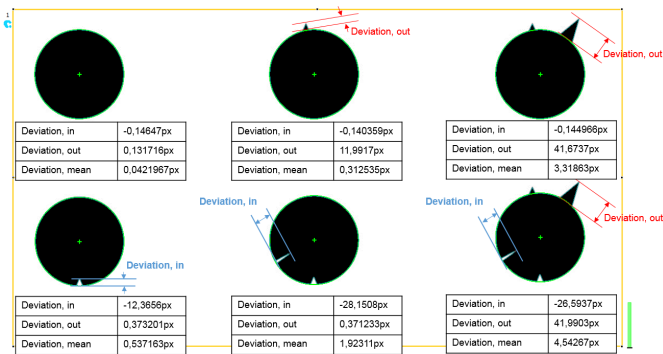 1
c
Deviation, out
Deviation, out
Deviation, in -0,14647px
Deviation, out 0,131716px
Deviation, mean 0,0421967px
Deviation, in -0,140359px
Deviation, out 11,9917px
Deviation, mean 0,312535px
Deviation, in -0,144966px
Deviation, out 41,6737px
Deviation, mean 3,31863px
Deviation, in
Deviation, in
Deviation, in
Deviation, out
Deviation, in -12,3656px
Deviation, out 0,373201px
Deviation, mean 0,537163px
Deviation, in -28,1508px
Deviation, out 0,371233px
Deviation, mean 1,92311px
Deviation, in -26,5937px
Deviation, out 41,9903px
Deviation, mean 4,54267px